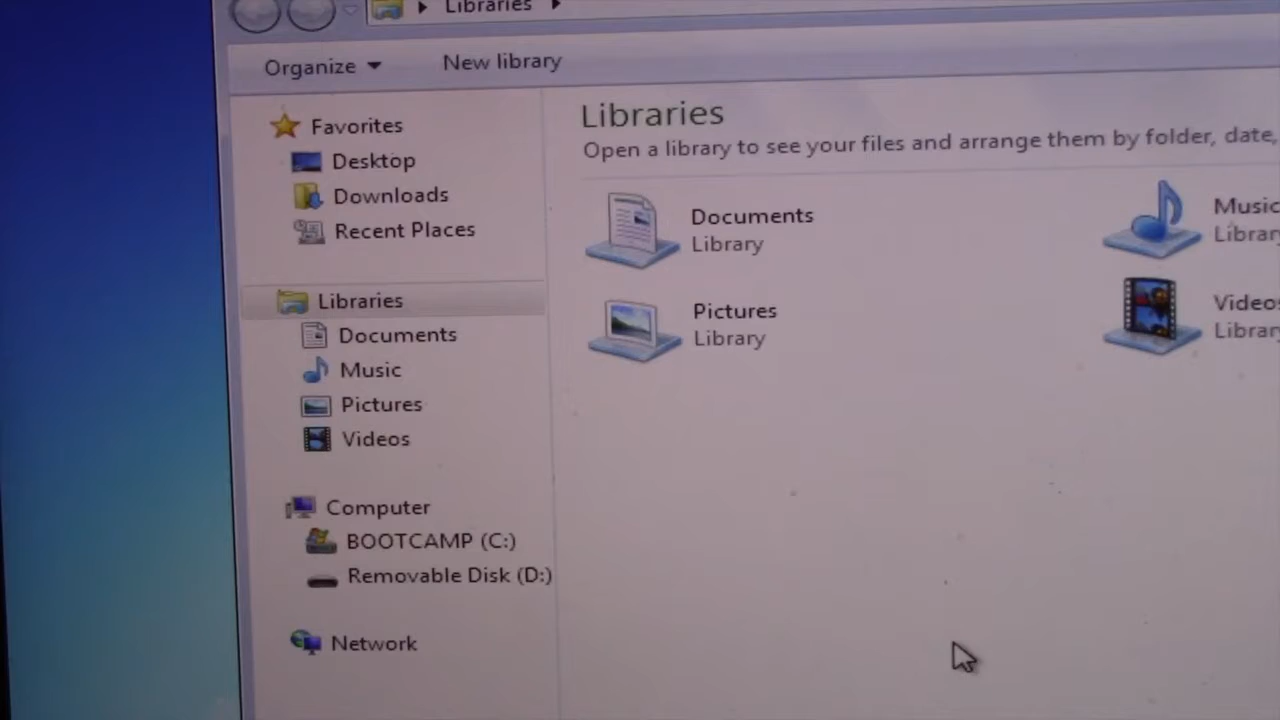 Libraries
Organize
New library
Favorites
Desktop
Downloads
Recent Places
Libraries
Documents
Music
Pictures
Videos
Computer
BOOTCAMP (C:)
Removable Disk (D:)
Network
Libraries
Open a library to see your files and arrange them by folder, date,
Documents
Library
Music
Library
Pictures
Library
Videos
Library